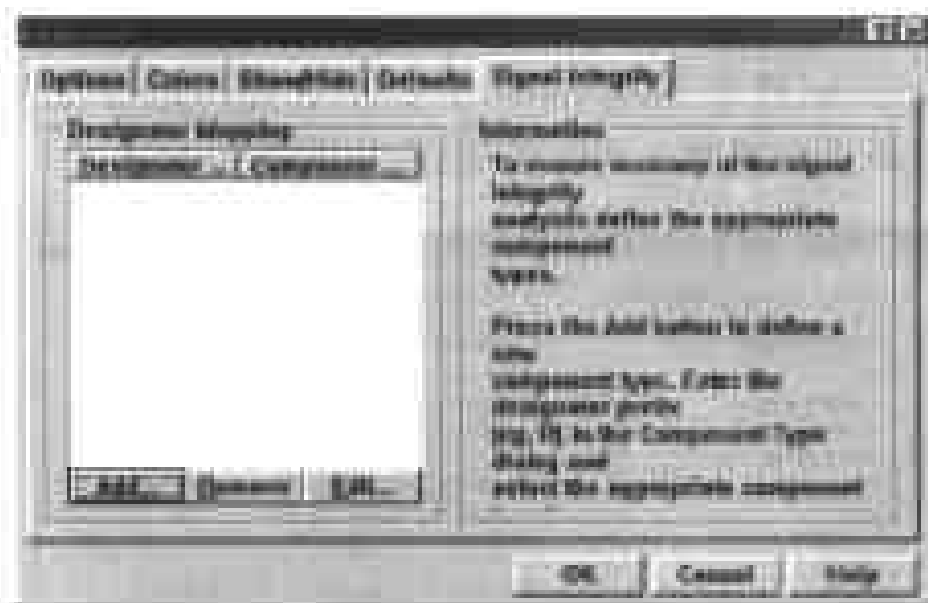 Options Colors Show/Hide Defaults Signal Integrity
Designator Mapping
Designator ... / Component ...
Add... Remove Edit...
Information
To ensure accuracy of the signal
integrity
analysis define the appropriate
component
types.
Press the Add button to define a
new
component type. Enter the
designator prefix
(eg. R) in the Component Type
dialog and
select the appropriate component
OK Cancel Help